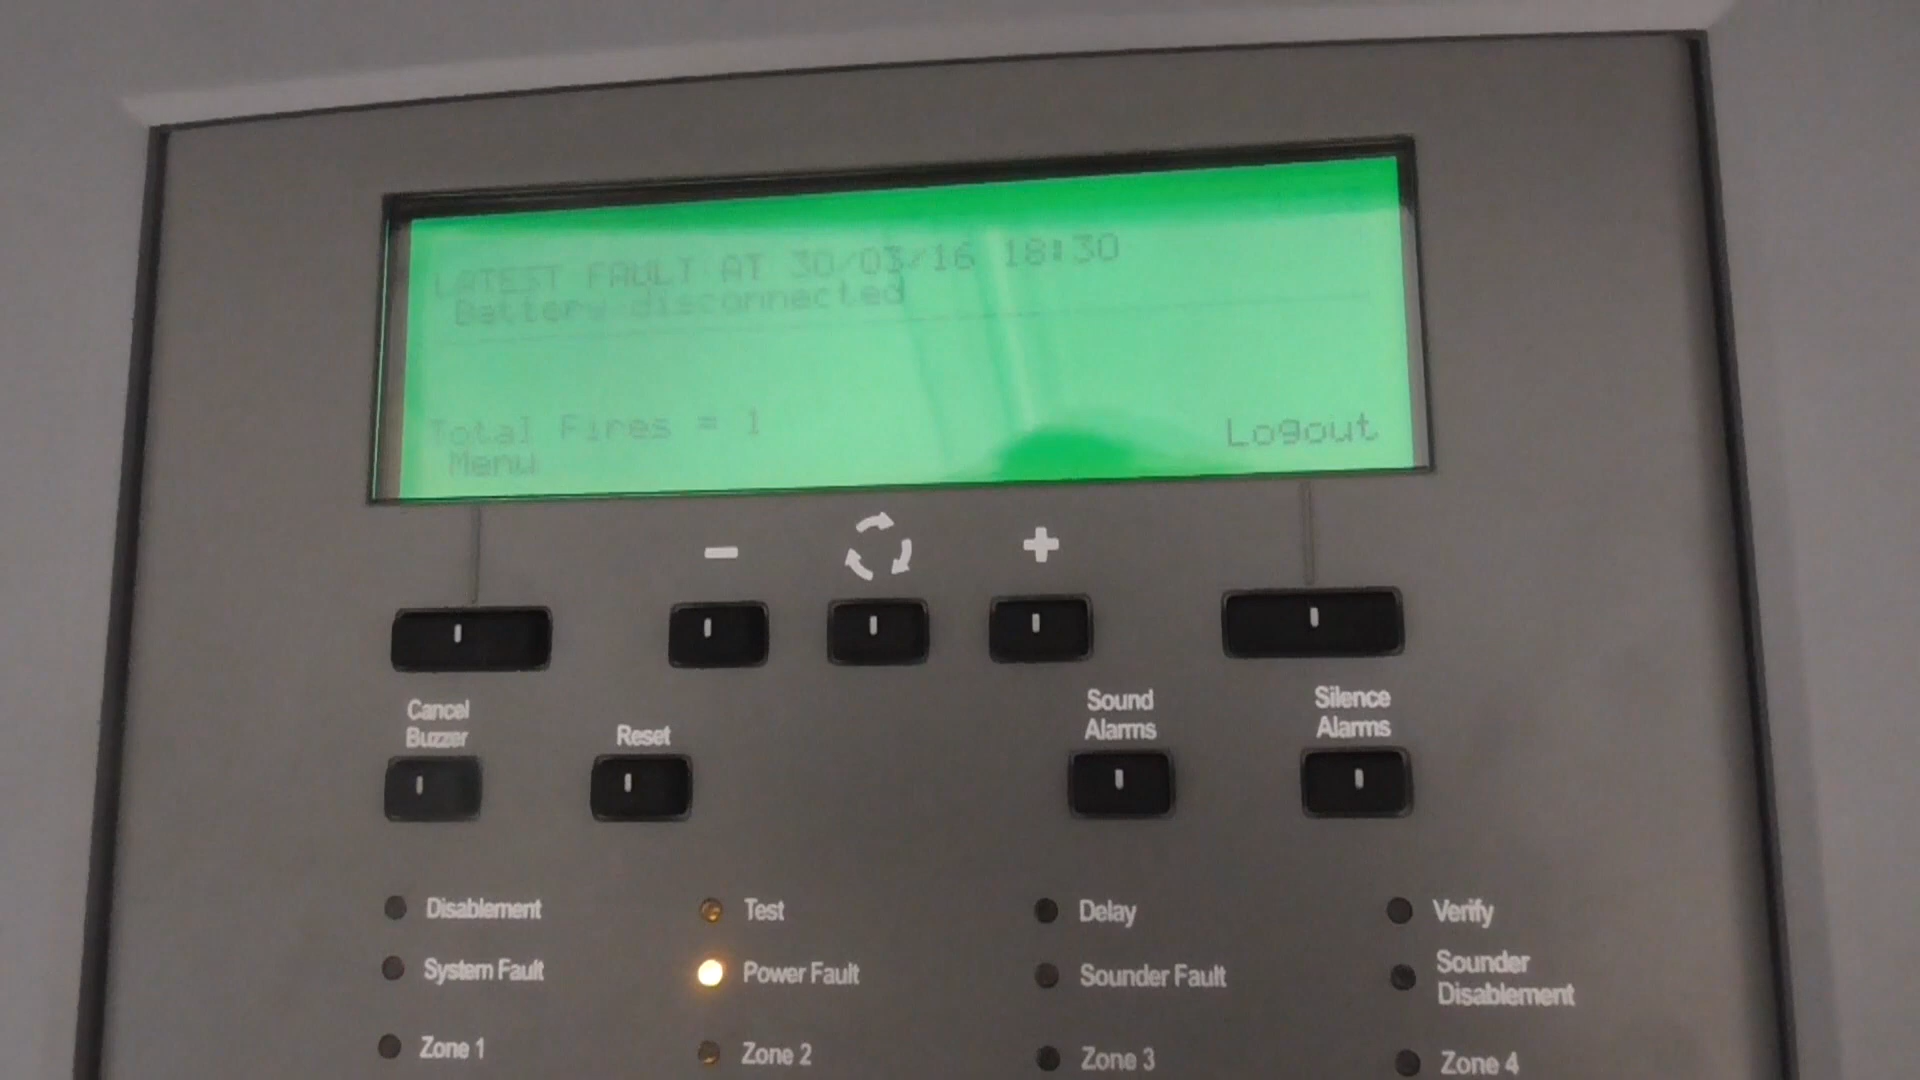 LATEST FAULT AT 30/03/16 18:30
Battery disconnected
Total Fires = 1
Menu
Logout
Cancel
Buzzer
Reset
Sound
Alarms
Silence
Alarms
Disablement
Test
Delay
Verify
System Fault
Power Fault
Sounder Fault
Sounder
Disablement
Zone 1
Zone 2
Zone 3
Zone 4